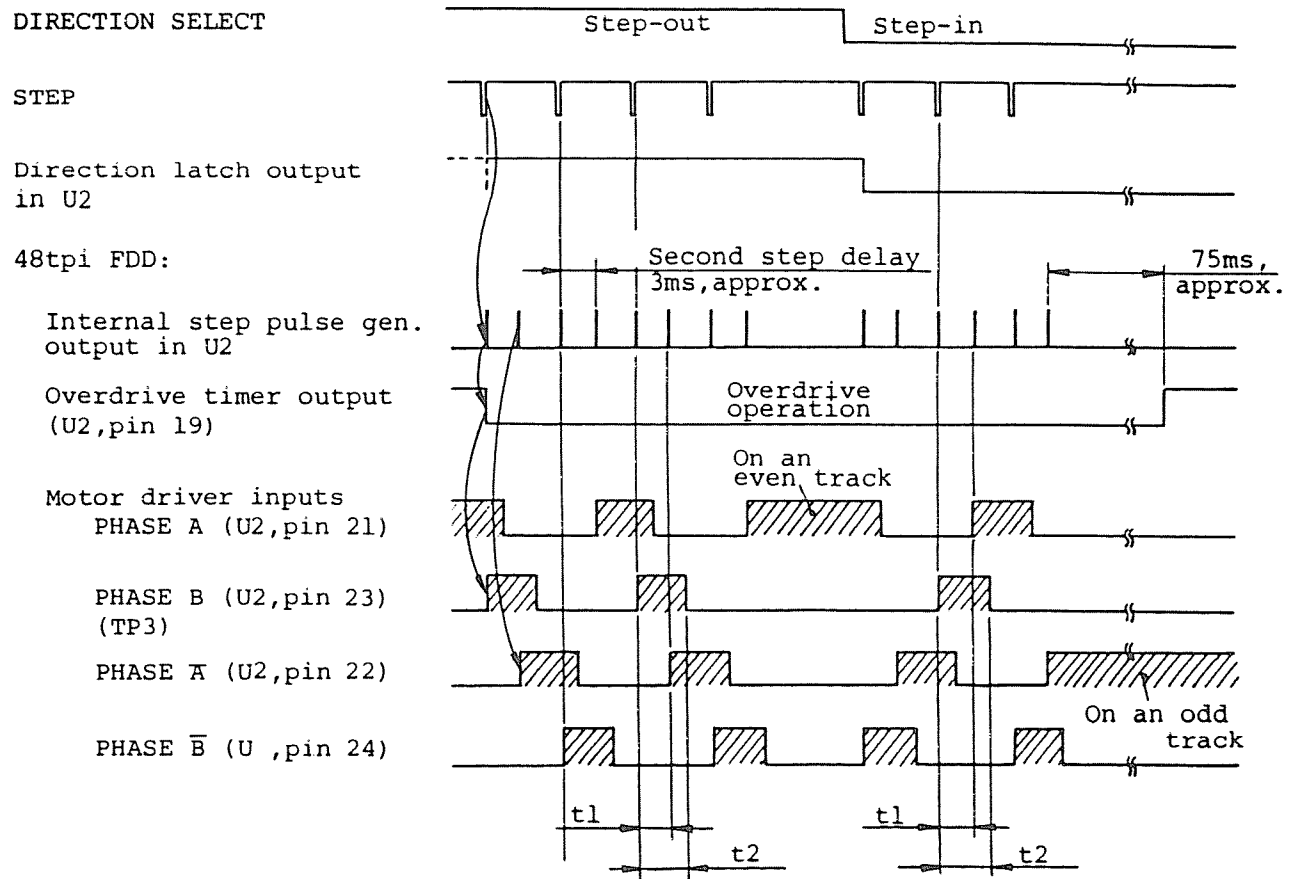 DIRECTION SELECT
Step-out
Step-in
STEP
Direction latch output
in U2
48tpi FDD:
Second step delay
3ms,approx.
75ms,
approx.
Internal step pulse gen.
output in U2
Overdrive timer output
(U2,pin 19)
Overdrive
operation
On an
even track
Motor driver inputs
PHASE A (U2,pin 21)
PHASE B (U2,pin 23)
(TP3)
PHASE A̅ (U2,pin 22)
On an odd
track
PHASE B̅ (U ,pin 24)
t1
t1
t2
t2